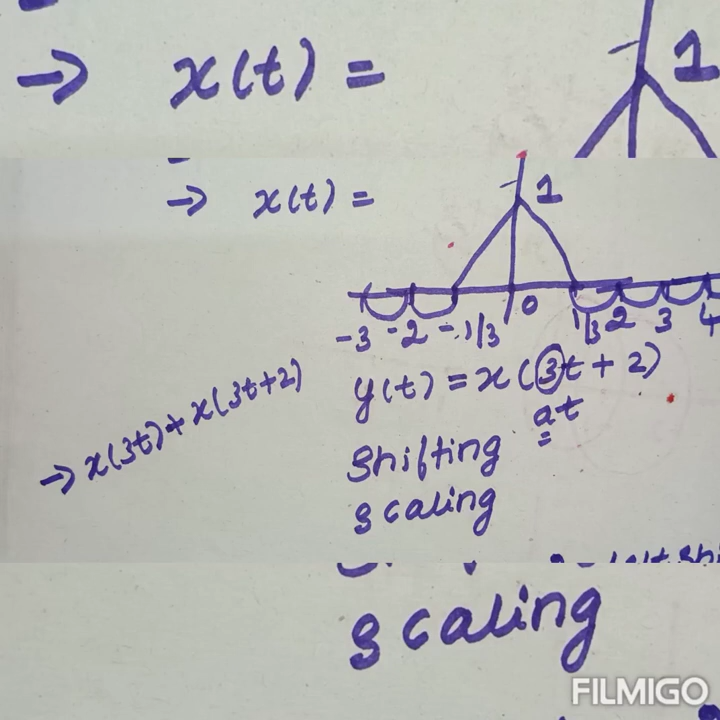 → x(t) = 1
→ x(t) = 1
-3 -2 -1/3 0 1/3 2 3 4
y(t) = x(3t + 2)
at
→ x(3t) + x(3t+2)
shifting
scaling
scaling
FILMIGO